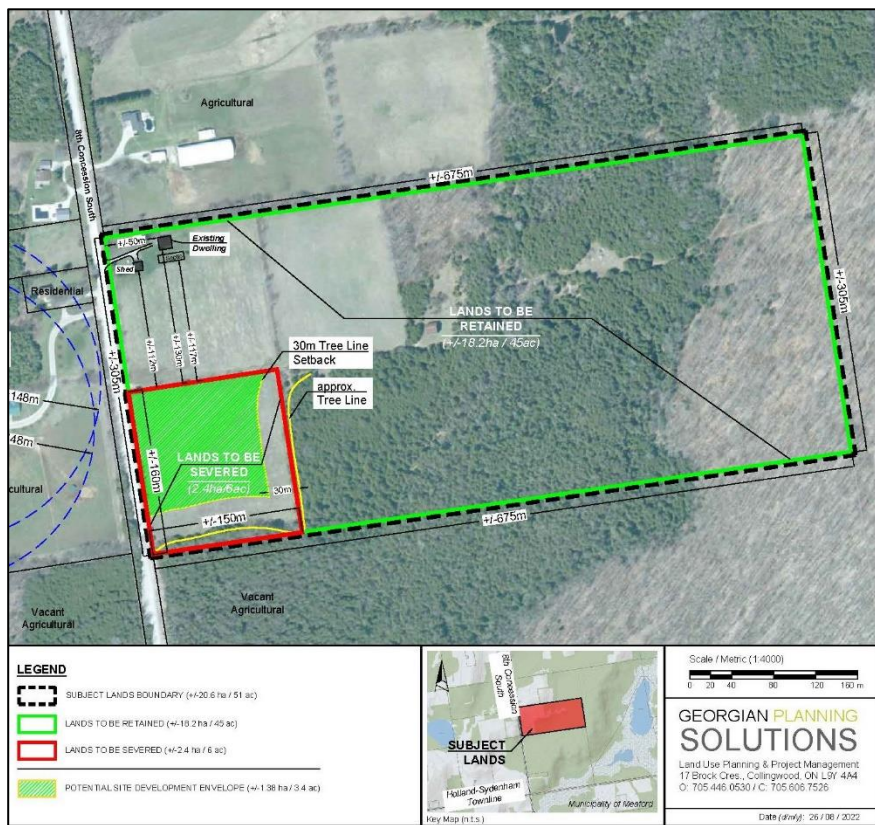 Agricultural
8th Concession South
+/-675m
+/-50m
Existing
Dwelling
Shed
Residential
+/-305m
+/-112m
+/-130m
+/-117m
LANDS TO BE
RETAINED
(+/-18.2ha / 45ac)
+/-305m
30m Tree Line
Setback
approx.
Tree Line
148m
48m
cultural
LANDS TO BE
SEVERED
(2.4ha/6ac)
+/-160m
30m
+/-150m
+/-675m
Vacant
Agricultural
Vacant
Agricultural
LEGEND
SUBJECT LANDS BOUNDARY (+/-20.6 ha / 51 ac)
LANDS TO BE RETAINED (+/-18.2 ha / 45 ac)
LANDS TO BE SEVERED (+/-2.4 ha / 6 ac)
POTENTIAL SITE DEVELOPMENT ENVELOPE (+/-1.38 ha / 3.4 ac)
8th Concession
South
SUBJECT
LANDS
Holland-Sydenham
Townline
Municipality of Meaford
Key Map (n.t.s.)
Scale / Metric (1:4000)
0 20 40 80 120 160 m
GEORGIAN PLANNING
SOLUTIONS
Land Use Planning & Project Management
17 Brock Cres., Collingwood, ON L9Y 4A4
O: 705.446.0530 / C: 705.606.7526
Date (d/m/y): 26 / 08 / 2022